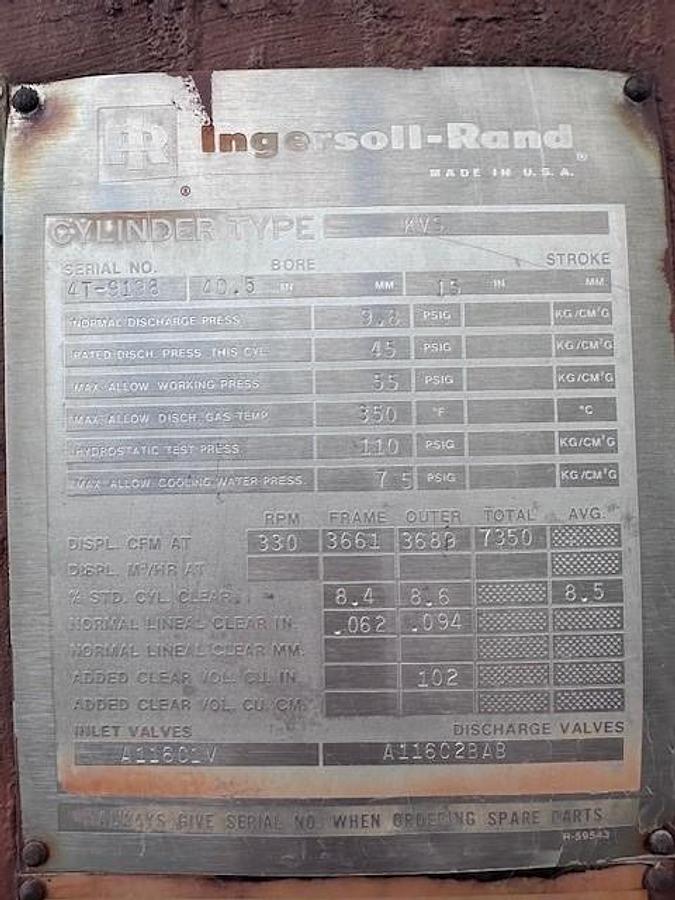 IR Ingersoll-Rand ®
® MADE IN U.S.A.
CYLINDER TYPE KVS
SERIAL NO. BORE STROKE
40.5 IN MM 15 IN MM
NORMAL DISCHARGE PRESS. 9.8 PSIG KG/CM²G
RATED DISCH. PRESS. THIS CYL. 45 PSIG KG/CM²G
MAX. ALLOW. WORKING PRESS. 55 PSIG KG/CM²G
MAX. ALLOW. DISCH. GAS TEMP. 350 °F °C
HYDROSTATIC TEST PRESS. 110 PSIG KG/CM²G
MAX. ALLOW. COOLING WATER PRESS. 75 PSIG KG/CM²G
RPM FRAME OUTER TOTAL AVG.
DISPL. CFM AT 330 3661 3689 7350
DISPL. M³/HR AT
% STD. CYL. CLEAR. 8.4 8.6 8.5
NORMAL LINEAL CLEAR IN. .062 .094
NORMAL LINEAL CLEAR MM.
ADDED CLEAR VOL. CU. IN. 102
ADDED CLEAR VOL. CU. CM.
INLET VALVES DISCHARGE VALVES
A116C1V A116C2BAB
ALWAYS GIVE SERIAL NO. WHEN ORDERING SPARE PARTS
R-59543